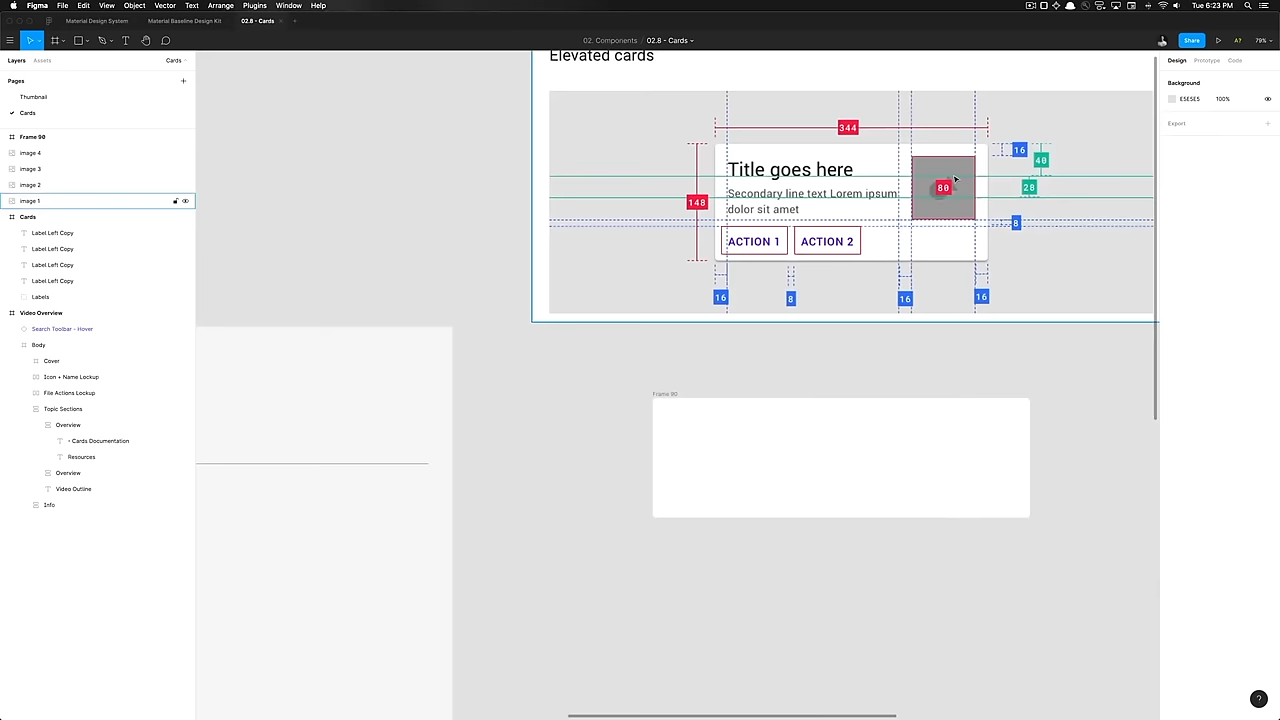 Figma File Edit View Object Vector Text Arrange Plugins Window Help
Tue 6:23 PM
Material Design System
Material Baseline Design Kit
02.8 - Cards
02. Components / 02.8 - Cards
Share
A?
79%
Layers
Assets
Cards
Design
Prototype
Code
Pages
Thumbnail
Cards
Frame 90
image 4
image 3
image 2
image 1
Cards
Label Left Copy
Label Left Copy
Label Left Copy
Label Left Copy
Labels
Video Overview
Search Toolbar - Hover
Body
Cover
Icon + Name Lockup
File Actions Lockup
Topic Sections
Overview
- Cards Documentation
Resources
Overview
Video Outline
Info
Elevated cards
344
16
40
Title goes here
80
28
Secondary line text Lorem ipsum
dolor sit amet
148
8
ACTION 1
ACTION 2
16
8
16
16
Frame 90
Background
E5E5E5
100%
Export
?